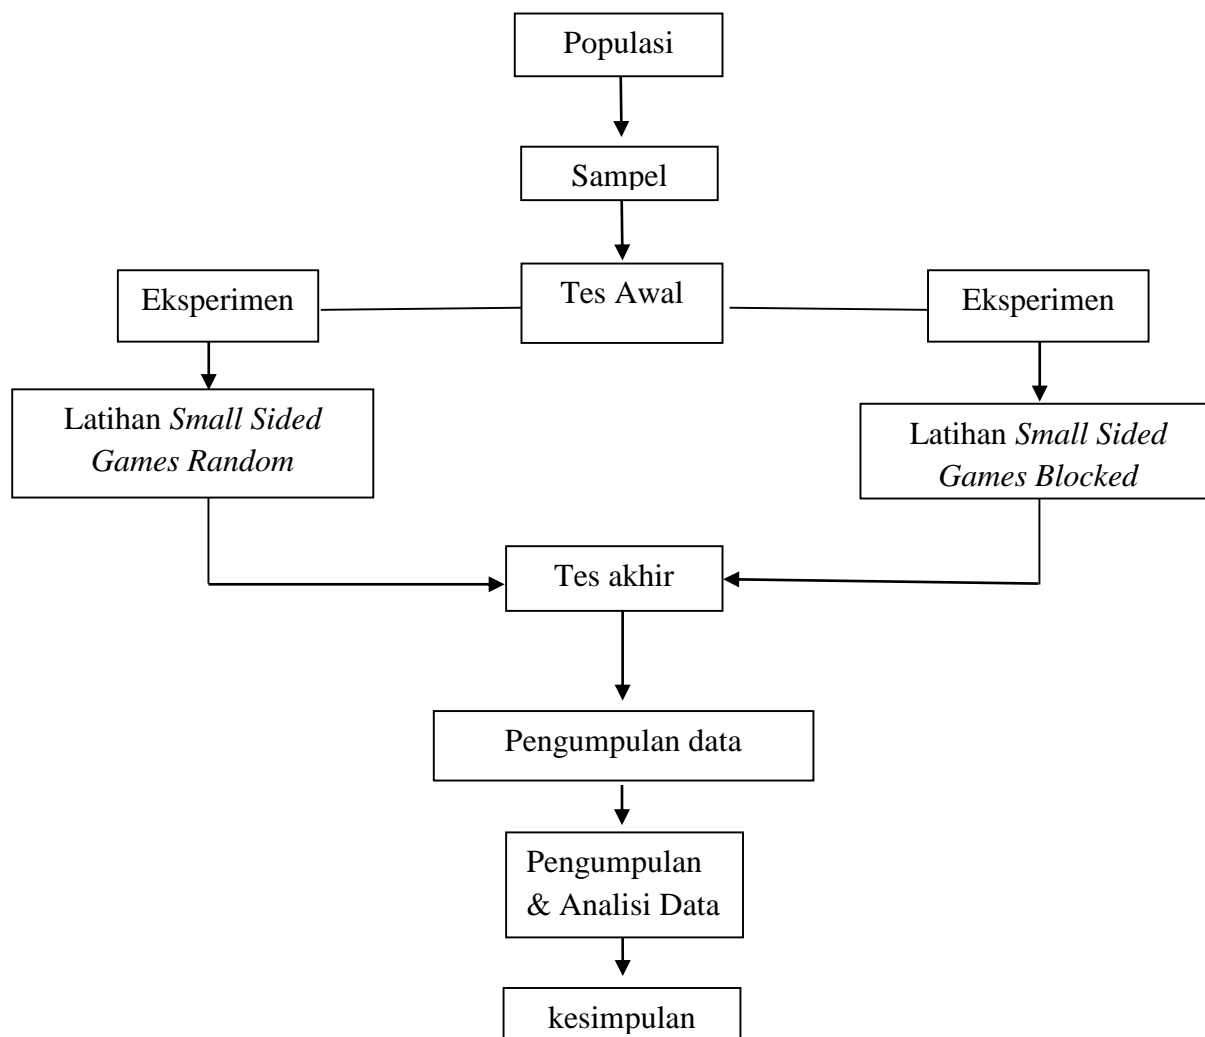 Populasi
Sampel
Eksperimen
Tes Awal
Eksperimen
Latihan Small Sided
Games Random
Latihan Small Sided
Games Blocked
Tes akhir
Pengumpulan data
Pengumpulan
& Analisi Data
kesimpulan